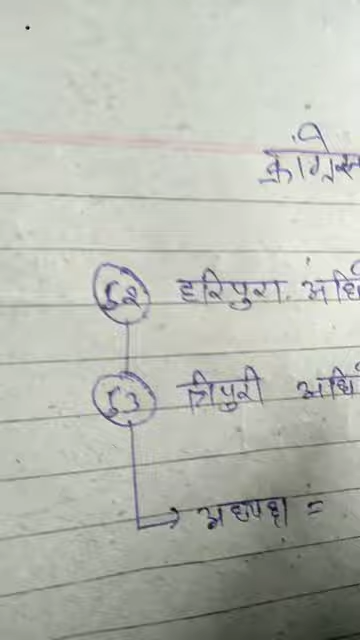 कांग्रेस
52 हरिपुरा अधि
53 त्रिपुरी अधि
→ अध्यक्ष =